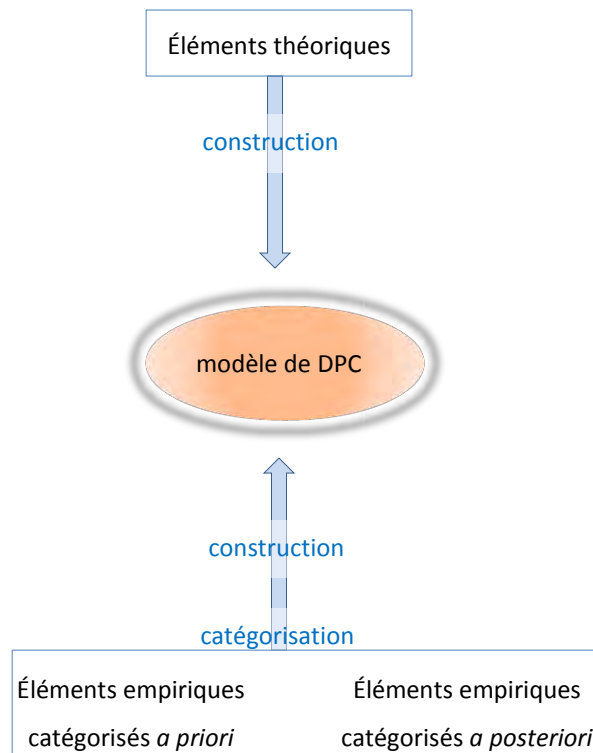 Éléments théoriques
construction
modèle de DPC
construction
catégorisation
Éléments empiriques Éléments empiriques
catégorisés a priori catégorisés a posteriori